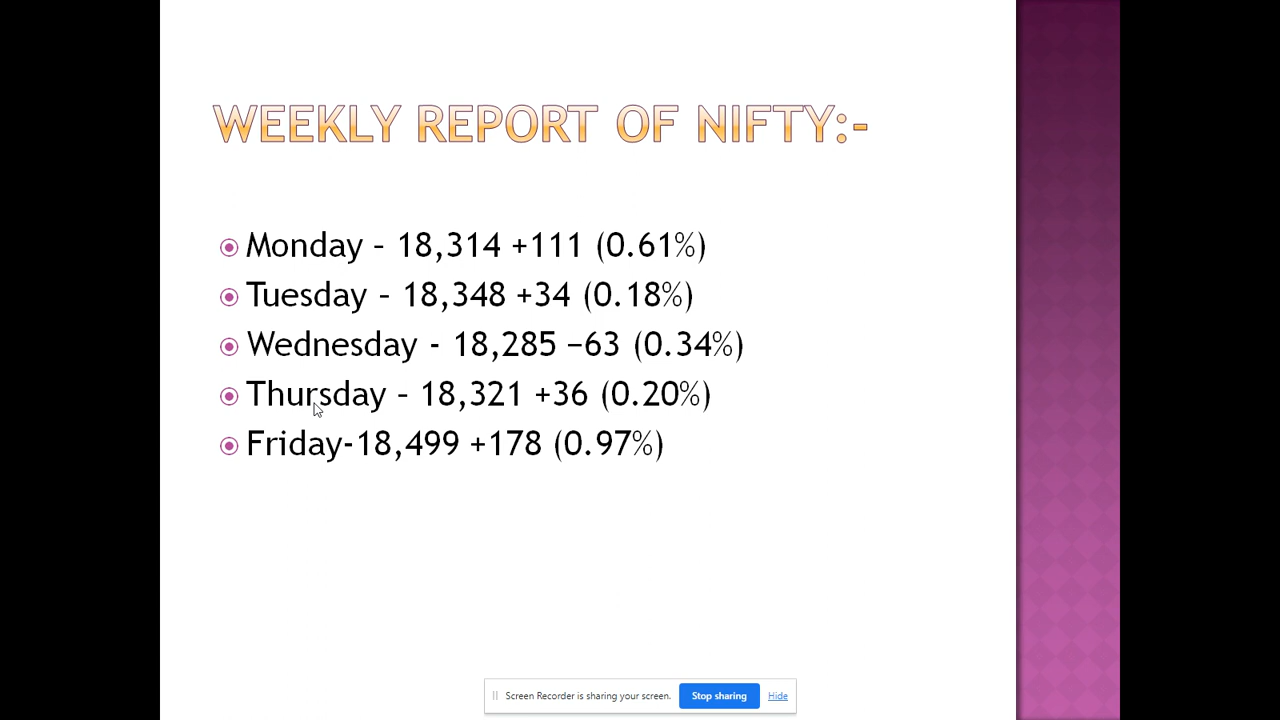 WEEKLY REPORT OF NIFTY:-
Monday – 18,314 +111 (0.61%)
Tuesday – 18,348 +34 (0.18%)
Wednesday - 18,285 –63 (0.34%)
Thursday – 18,321 +36 (0.20%)
Friday-18,499 +178 (0.97%)
Screen Recorder is sharing your screen. Stop sharing Hide